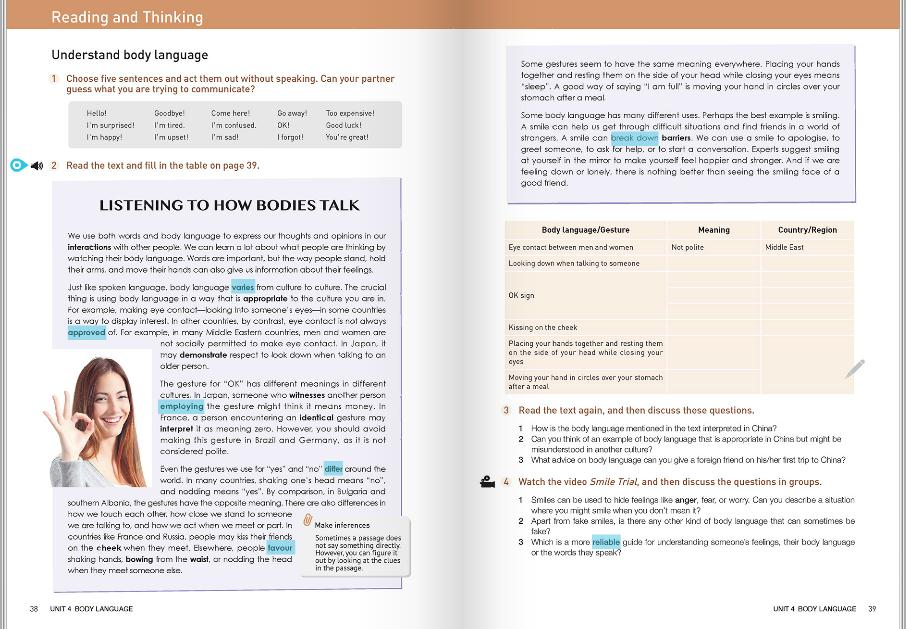 Reading and Thinking
Understand body language
1 Choose five sentences and act them out without speaking. Can your partner
guess what you are trying to communicate?
Hello! Goodbye! Come here! Go away! Too expensive!
I'm surprised! I'm tired. I'm confused. OK! Good luck!
I'm happy! I'm upset! I'm sad! I forgot! You're great!
2 Read the text and fill in the table on page 39.
LISTENING TO HOW BODIES TALK
We use both words and body language to express our thoughts and opinions in our
interactions with other people. We can learn a lot about what people are thinking by
watching their body language. Words are important, but the way people stand, hold
their arms, and move their hands can also give us information about their feelings.
Just like spoken language, body language varies from culture to culture. The crucial
thing is using body language in a way that is appropriate to the culture you are in.
For example, making eye contact—looking into someone's eyes—in some countries
is a way to display interest. In other countries, by contrast, eye contact is not always
approved of. For example, in many Middle Eastern countries, men and women are
not socially permitted to make eye contact. In Japan, it
may demonstrate respect to look down when talking to an
older person.
The gesture for "OK" has different meanings in different
cultures. In Japan, someone who witnesses another person
employing the gesture might think it means money. In
France, a person encountering an identical gesture may
interpret it as meaning zero. However, you should avoid
making this gesture in Brazil and Germany, as it is not
considered polite.
Even the gestures we use for "yes" and "no" differ around the
world. In many countries, shaking one's head means "no",
and nodding means "yes". By comparison, in Bulgaria and
southern Albania, the gestures have the opposite meaning. There are also differences in
how we touch each other, how close we stand to someone
we are talking to, and how we act when we meet or part. In
countries like France and Russia, people may kiss their friends
on the cheek when they meet. Elsewhere, people favour
shaking hands, bowing from the waist, or nodding the head
when they meet someone else.
Make inferences
Sometimes a passage does
not say something directly.
However, you can figure it
out by looking at the clues
in the passage.
38 UNIT 4 BODY LANGUAGE
Some gestures seem to have the same meaning everywhere. Placing your hands
together and resting them on the side of your head while closing your eyes means
"sleep". A good way of saying "I am full" is moving your hand in circles over your
stomach after a meal.
Some body language has many different uses. Perhaps the best example is smiling.
A smile can help us get through difficult situations and find friends in a world of
strangers. A smile can break down barriers. We can use a smile to apologise, to
greet someone, to ask for help, or to start a conversation. Experts suggest smiling
at yourself in the mirror to make yourself feel happier and stronger. And if we are
feeling down or lonely, there is nothing better than seeing the smiling face of a
good friend.
Body language/Gesture Meaning Country/Region
Eye contact between men and women Not polite Middle East
Looking down when talking to someone
OK sign
Kissing on the cheek
Placing your hands together and resting them
on the side of your head while closing your
eyes
Moving your hand in circles over your stomach
after a meal
3 Read the text again, and then discuss those questions.
1 How is the body language mentioned in the text interpreted in China?
2 Can you think of an example of body language that is appropriate in China but might be
misunderstood in another culture?
3 What advice on body language can you give a foreign friend on his/her first trip to China?
4 Watch the video Smile Trial, and then discuss the questions in groups.
1 Smiles can be used to hide feelings like anger, fear, or worry. Can you describe a situation
where you might smile when you don't mean it?
2 Apart from fake smiles, is there any other kind of body language that can sometimes be
fake?
3 Which is a more reliable guide for understanding someone's feelings, their body language
or the words they speak?
UNIT 4 BODY LANGUAGE 39